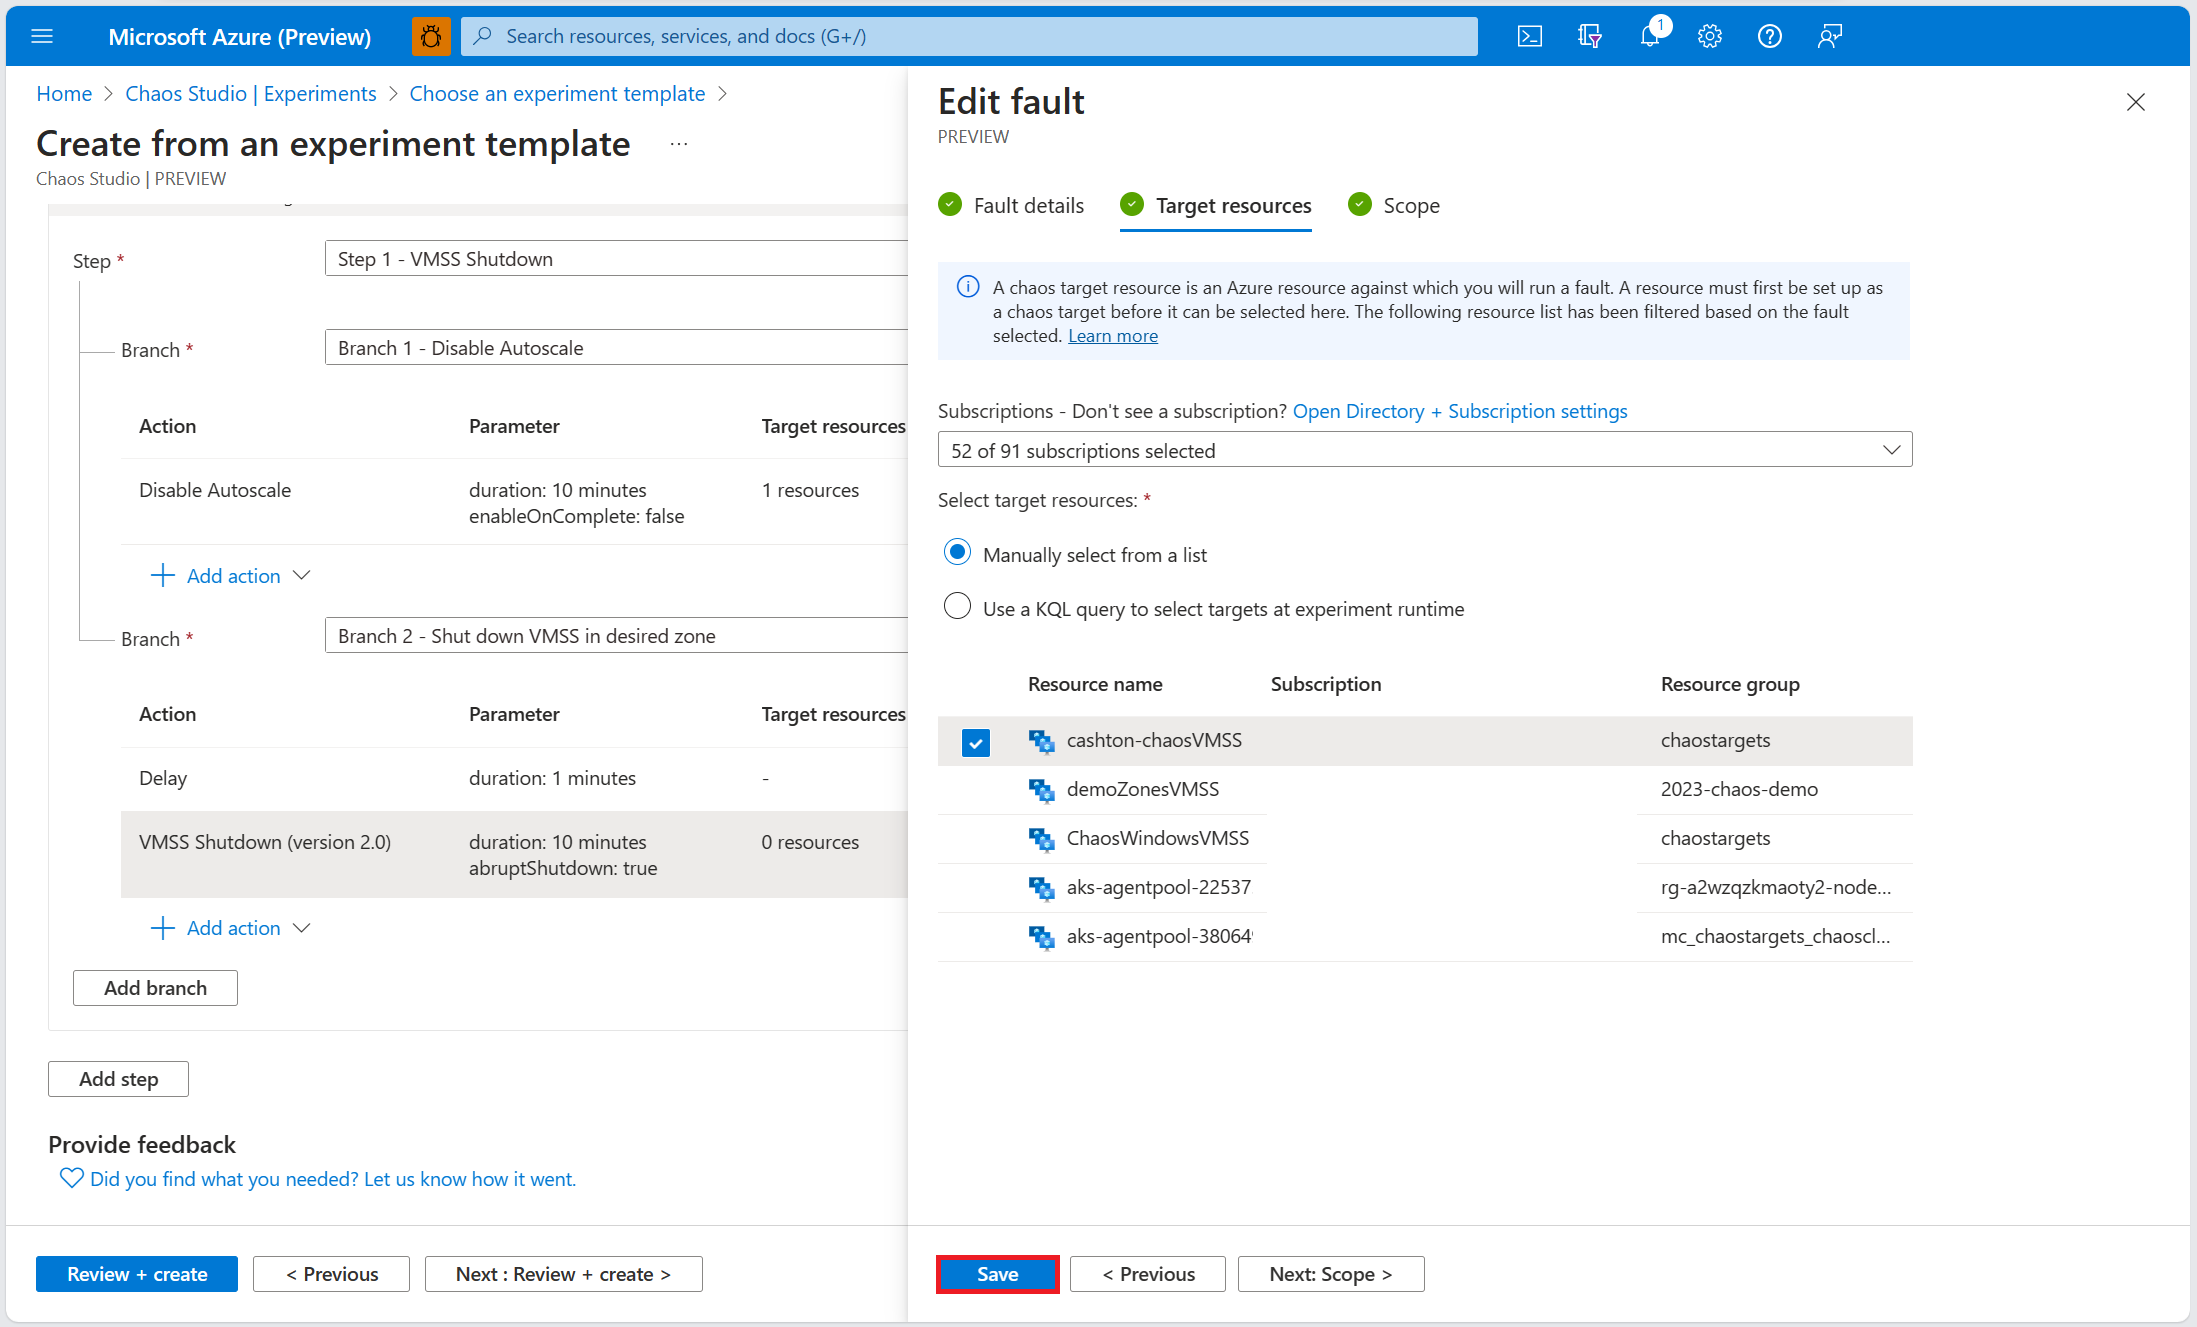 Microsoft Azure (Preview)
Search resources, services, and docs (G+/)
1
Home > Chaos Studio | Experiments > Choose an experiment template >
Create from an experiment template ...
Chaos Studio | PREVIEW
Step *
Step 1 - VMSS Shutdown
Branch *
Branch 1 - Disable Autoscale
Action Parameter Target resources
Disable Autoscale duration: 10 minutes 1 resources
enableOnComplete: false
Add action
Branch *
Branch 2 - Shut down VMSS in desired zone
Action Parameter Target resources
Delay duration: 1 minutes -
VMSS Shutdown (version 2.0) duration: 10 minutes 0 resources
abruptShutdown: true
Add action
Add branch
Add step
Provide feedback
Did you find what you needed? Let us know how it went.
Review + create < Previous Next : Review + create >
Edit fault
PREVIEW
Fault details Target resources Scope
A chaos target resource is an Azure resource against which you will run a fault. A resource must first be set up as
a chaos target before it can be selected here. The following resource list has been filtered based on the fault
selected. Learn more
Subscriptions - Don't see a subscription? Open Directory + Subscription settings
52 of 91 subscriptions selected
Select target resources: *
Manually select from a list
Use a KQL query to select targets at experiment runtime
Resource name Subscription Resource group
cashton-chaosVMSS chaostargets
demoZonesVMSS 2023-chaos-demo
ChaosWindowsVMSS chaostargets
aks-agentpool-22537 rg-a2wzqzkmaoty2-node...
aks-agentpool-38064 mc_chaostargets_chaoscl...
Save < Previous Next: Scope >